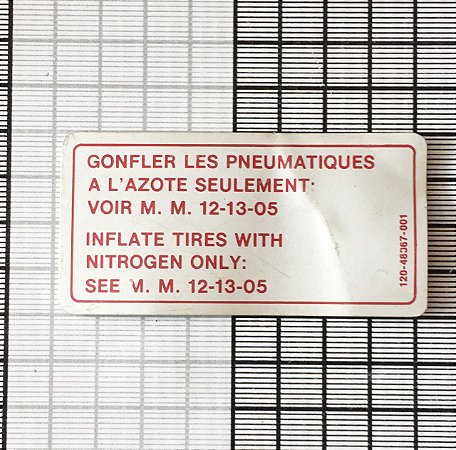 GONFLER LES PNEUMATIQUES
A L'AZOTE SEULEMENT:
VOIR M. M. 12-13-05
INFLATE TIRES WITH
NITROGEN ONLY:
SEE M. M. 12-13-05
120-48367-001